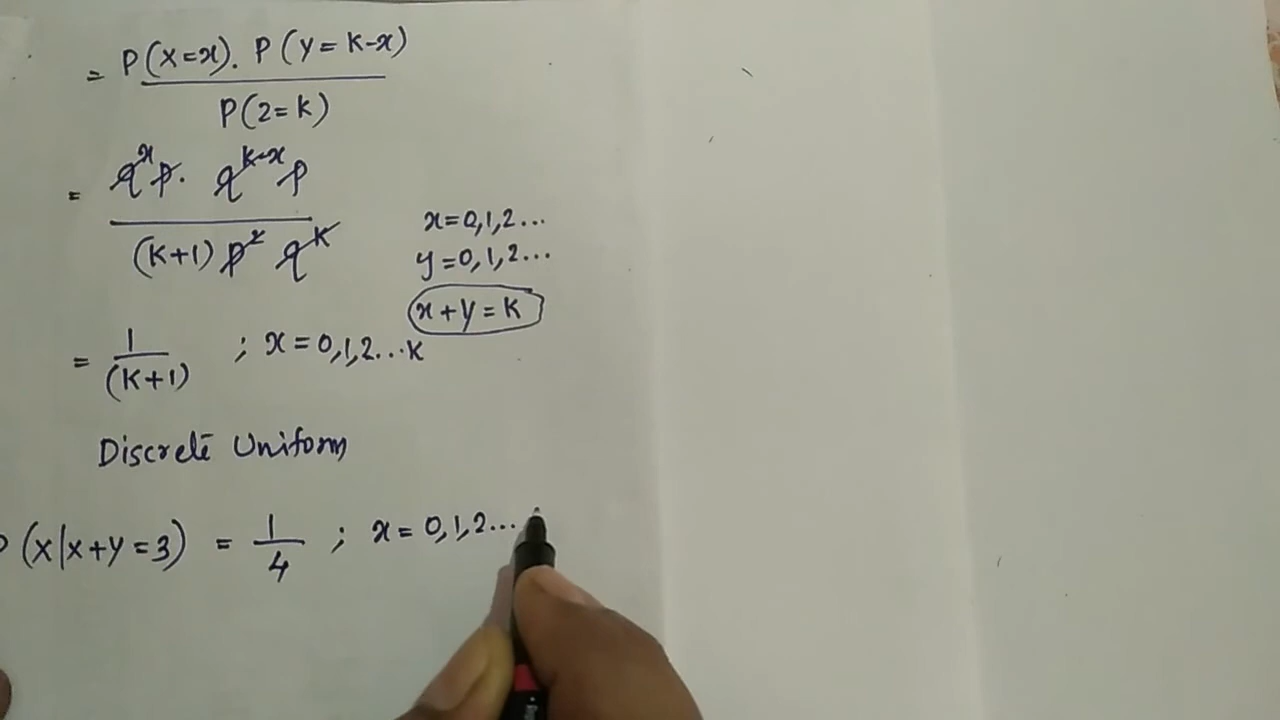 = P(X=x). P(Y=K-x)
P(2=K)
= q^x p. q^{K-x} p
(K+1) p^2 q^K
x=0,1,2...
y=0,1,2...
x+y=K
= 1/(K+1) ; x=0,1,2...K
Discrete Uniform
P(X|X+Y=3) = 1/4 ; x=0,1,2...